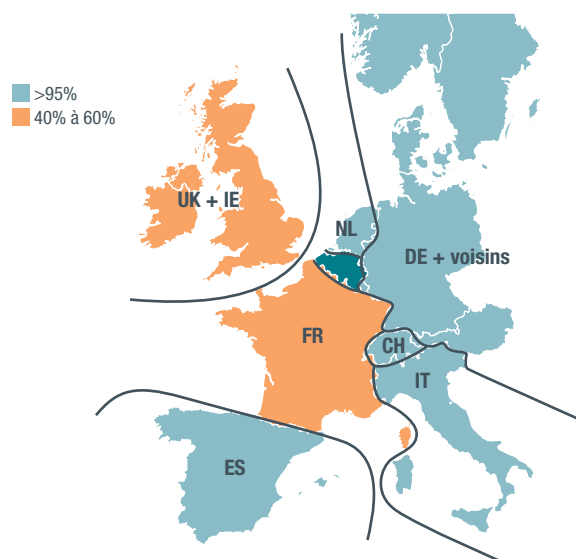 >95%
40% à 60%
UK + IE
NL
DE + voisins
FR
CH
IT
ES